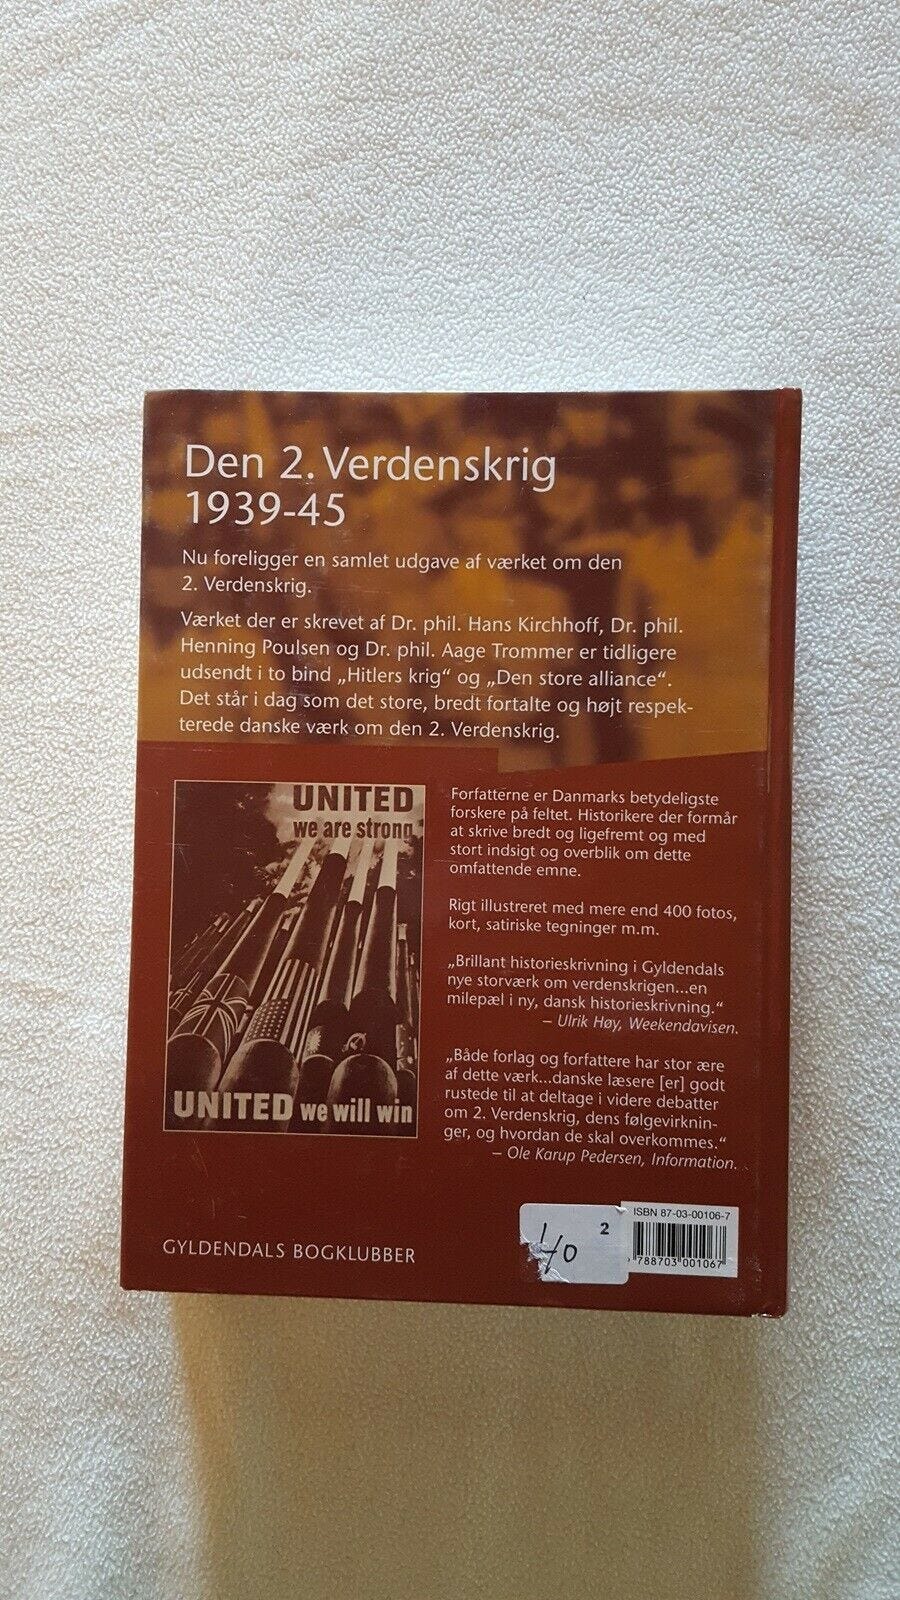 Den 2. Verdenskrig
1939-45
Nu foreligger en samlet udgave af værket om den
2. Verdenskrig.
Værket der er skrevet af Dr. phil. Hans Kirchhoff, Dr. phil.
Henning Poulsen og Dr. phil. Aage Trommer er tidligere
udsendt i to bind „Hitlers krig“ og „Den store alliance“.
Det står i dag som det store, bredt fortalte og højt respek-
terede danske værk om den 2. Verdenskrig.
UNITED
we are strong
UNITED we will win
Forfatterne er Danmarks betydeligste
forskere på feltet. Historikere der formår
at skrive bredt og ligefremt og med
stort indsigt og overblik om dette
omfattende emne.
Rigt illustreret med mere end 400 fotos,
kort, satiriske tegninger m.m.
„Brillant historieskrivning i Gyldendals
nye storværk om verdenskrigen...en
milepæl i ny, dansk historieskrivning.“
– Ulrik Høy, Weekendavisen.
„Både forlag og forfattere har stor ære
af dette værk...danske læsere [er] godt
rustede til at deltage i videre debatter
om 2. Verdenskrig, dens følgevirknin-
ger, og hvordan de skal overkommes.“
– Ole Karup Pedersen, Information.
GYLDENDALS BOGKLUBBER
2
40
ISBN 87-03-00106-7
788703 001067